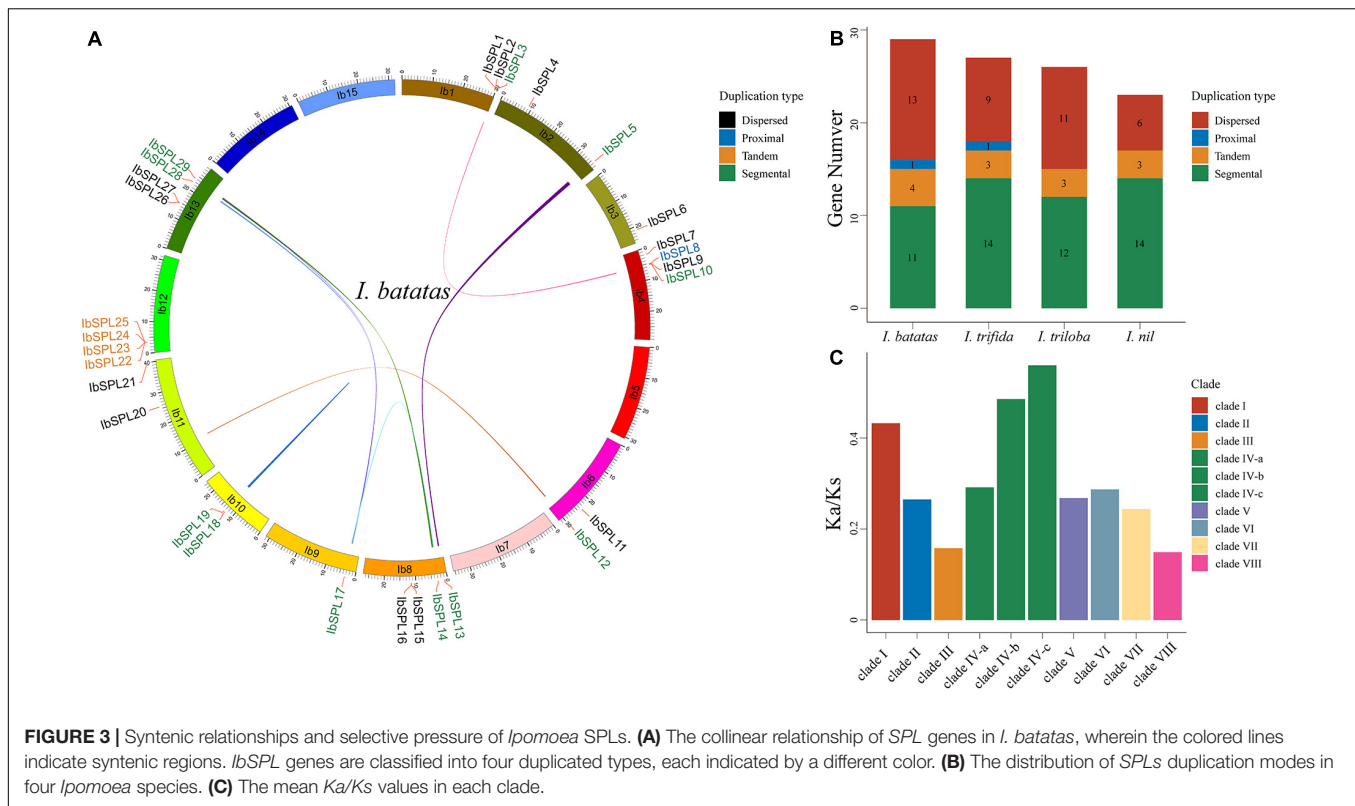 A
I. batatas
Ib1
Ib2
Ib3
Ib4
Ib5
Ib6
Ib7
Ib8
Ib9
Ib10
Ib11
Ib12
Ib13
Ib14
Ib15
IbSPL1
IbSPL2
IbSPL3
IbSPL4
IbSPL5
IbSPL6
IbSPL7
IbSPL8
IbSPL9
IbSPL10
IbSPL11
IbSPL12
IbSPL13
IbSPL14
IbSPL15
IbSPL16
IbSPL17
IbSPL18
IbSPL19
IbSPL20
IbSPL21
IbSPL22
IbSPL23
IbSPL24
IbSPL25
IbSPL26
IbSPL27
IbSPL28
IbSPL29
Duplication type
Dispersed
Proximal
Tandem
Segmental
B
Gene Numver
30
20
10
0
13
1
4
11
9
1
3
14
11
3
12
6
3
14
I. batatas
I. trifida
I. triloba
I. nil
Duplication type
Dispersed
Proximal
Tandem
Segmental
C
Ka/Ks
0.4
0.2
0
clade I
clade II
clade III
clade IV-a
clade IV-b
clade IV-c
clade V
clade VI
clade VII
clade VIII
Clade
clade I
clade II
clade III
clade IV-a
clade IV-b
clade IV-c
clade V
clade VI
clade VII
clade VIII
FIGURE 3 | Syntenic relationships and selective pressure of Ipomoea SPLs. (A) The collinear relationship of SPL genes in I. batatas, wherein the colored lines
indicate syntenic regions. IbSPL genes are classified into four duplicated types, each indicated by a different color. (B) The distribution of SPLs duplication modes in
four Ipomoea species. (C) The mean Ka/Ks values in each clade.